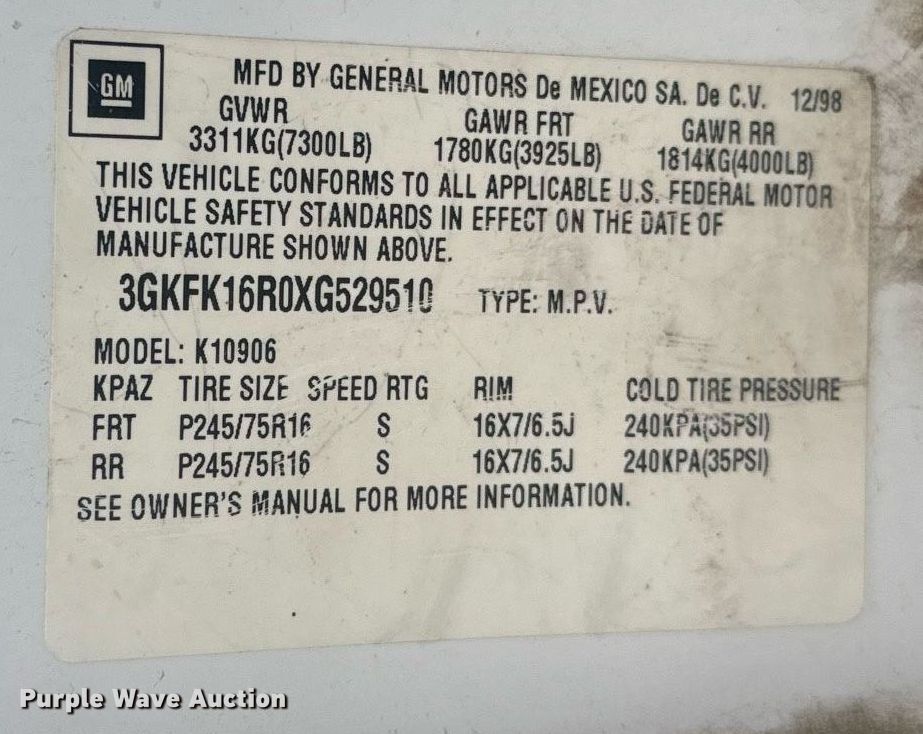 GM
MFD BY GENERAL MOTORS De MEXICO SA. De C.V. 12/98
GVWR GAWR FRT GAWR RR
3311KG(7300LB) 1780KG(3925LB) 1814KG(4000LB)
THIS VEHICLE CONFORMS TO ALL APPLICABLE U.S. FEDERAL MOTOR
VEHICLE SAFETY STANDARDS IN EFFECT ON THE DATE OF
MANUFACTURE SHOWN ABOVE.
3GKFK16R0XG529510 TYPE: M.P.V.
MODEL: K10906
KPAZ TIRE SIZE SPEED RTG RIM COLD TIRE PRESSURE
FRT P245/75R16 S 16X7/6.5J 240KPA(35PSI)
RR P245/75R16 S 16X7/6.5J 240KPA(35PSI)
SEE OWNER'S MANUAL FOR MORE INFORMATION.
Purple Wave Auction